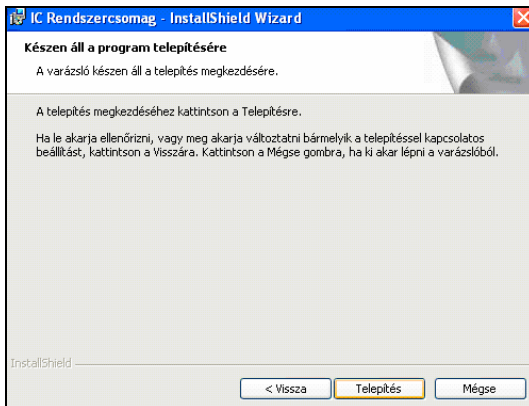 IC Rendszercsomag - InstallShield Wizard
Készen áll a program telepítésére
A varázsló készen áll a telepítés megkezdésére.
A telepítés megkezdéséhez kattintson a Telepítésre.
Ha le akarja ellenőrizni, vagy meg akarja változtatni bármelyik a telepítéssel kapcsolatos
beállítást, kattintson a Visszára. Kattintson a Mégse gombra, ha ki akar lépni a varázslóból.
InstallShield
< Vissza
Telepítés
Mégse